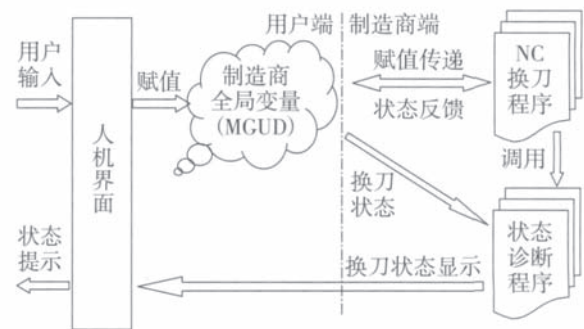 用户端
制造商端
用户
输入
人机界面
赋值
制造商
全局变量
(MGUD)
赋值传递
状态反馈
NC
换刀
程序
调用
换刀
状态
状态
诊断
程序
状态
提示
换刀状态显示